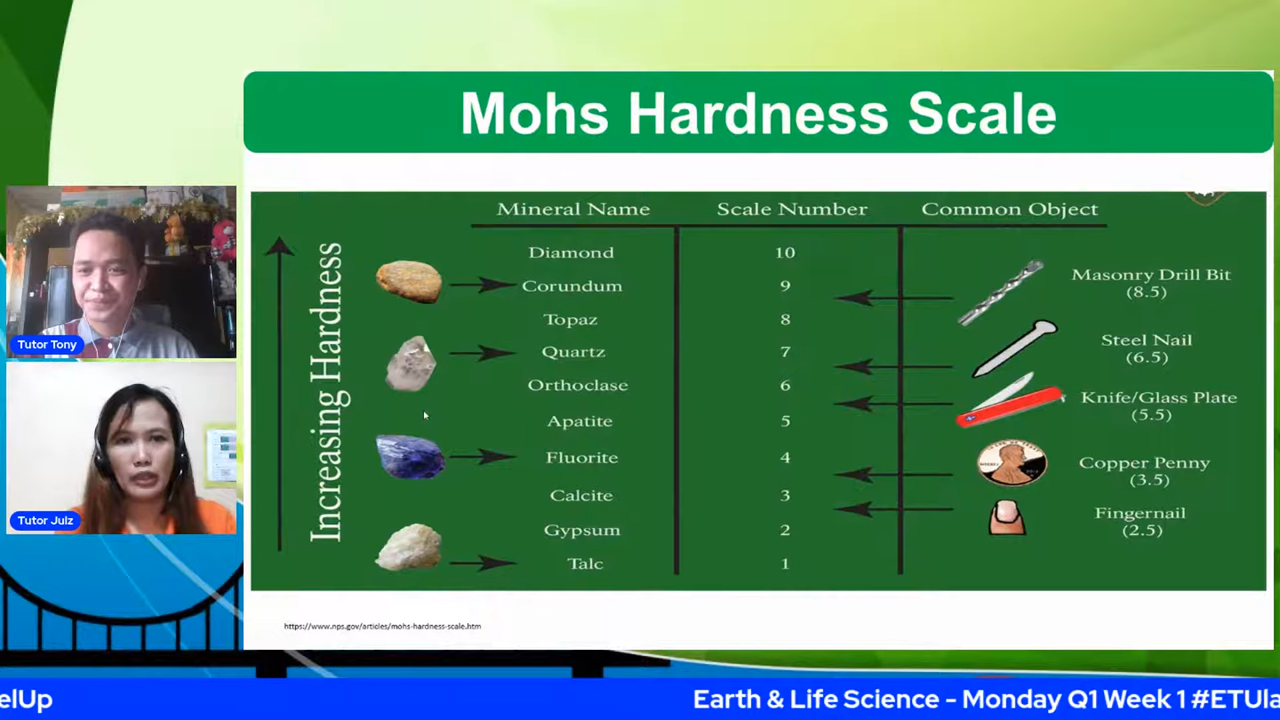 Mohs Hardness Scale
Mineral Name Scale Number Common Object
Increasing Hardness
Diamond 10
Corundum 9
Topaz 8
Quartz 7
Orthoclase 6
Apatite 5
Fluorite 4
Calcite 3
Gypsum 2
Talc 1
Masonry Drill Bit
(8.5)
Steel Nail
(6.5)
Knife/Glass Plate
(5.5)
Copper Penny
(3.5)
Fingernail
(2.5)
Tutor Tony
Tutor Julz
https://www.nps.gov/articles/mohs-hardness-scale.htm
elUp Earth & Life Science - Monday Q1 Week 1 #ETUla